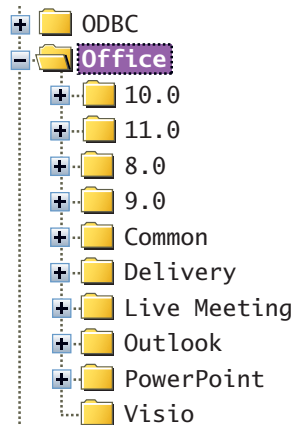 ODBC
Office
10.0
11.0
8.0
9.0
Common
Delivery
Live Meeting
Outlook
PowerPoint
Visio